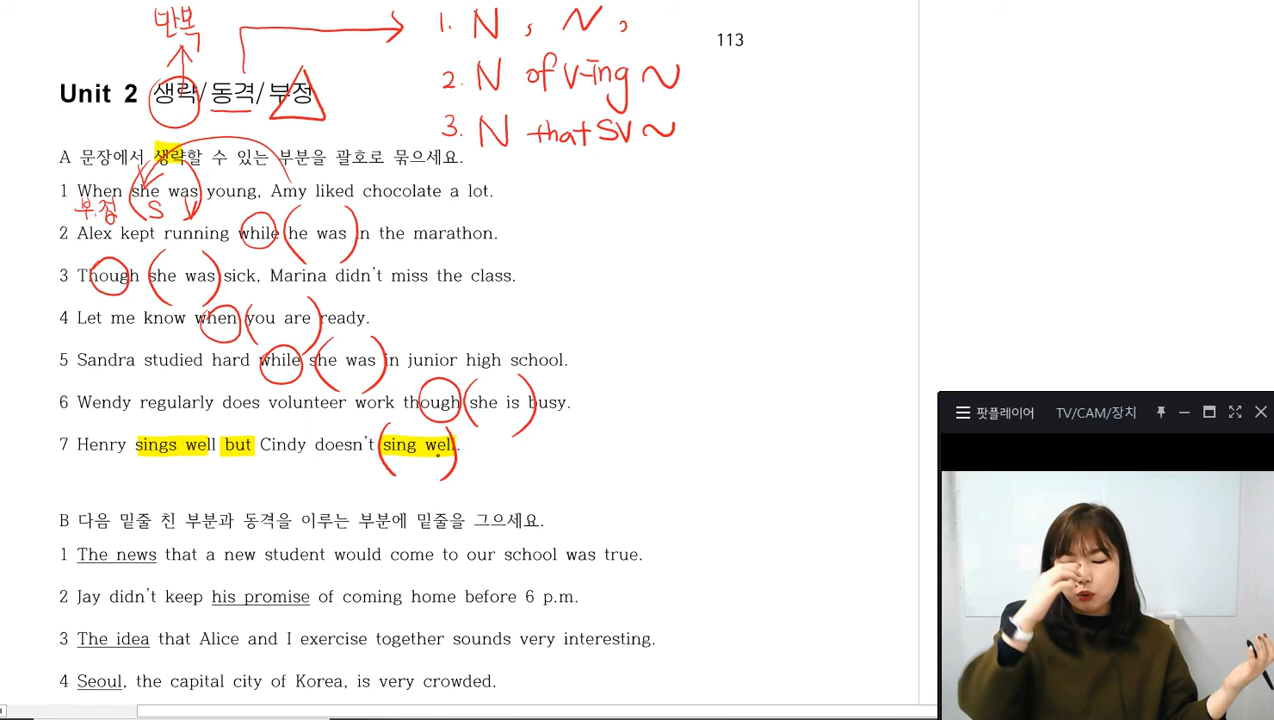 반복
1. N , N ,
113
2. N of v-ing ~
Unit 2 생략/동격/부정
3. N that SV ~
A 문장에서 생략할 수 있는 부분을 괄호로 묶으세요.
1 When she was young, Amy liked chocolate a lot.
부.접 S V
2 Alex kept running while he was in the marathon.
3 Though she was sick, Marina didn't miss the class.
4 Let me know when you are ready.
5 Sandra studied hard while she was in junior high school.
6 Wendy regularly does volunteer work though she is busy.
7 Henry sings well but Cindy doesn't sing well.
B 다음 밑줄 친 부분과 동격을 이루는 부분에 밑줄을 그으세요.
1 The news that a new student would come to our school was true.
2 Jay didn't keep his promise of coming home before 6 p.m.
3 The idea that Alice and I exercise together sounds very interesting.
4 Seoul, the capital city of Korea, is very crowded.
팟플레이어 TV/CAM/장치